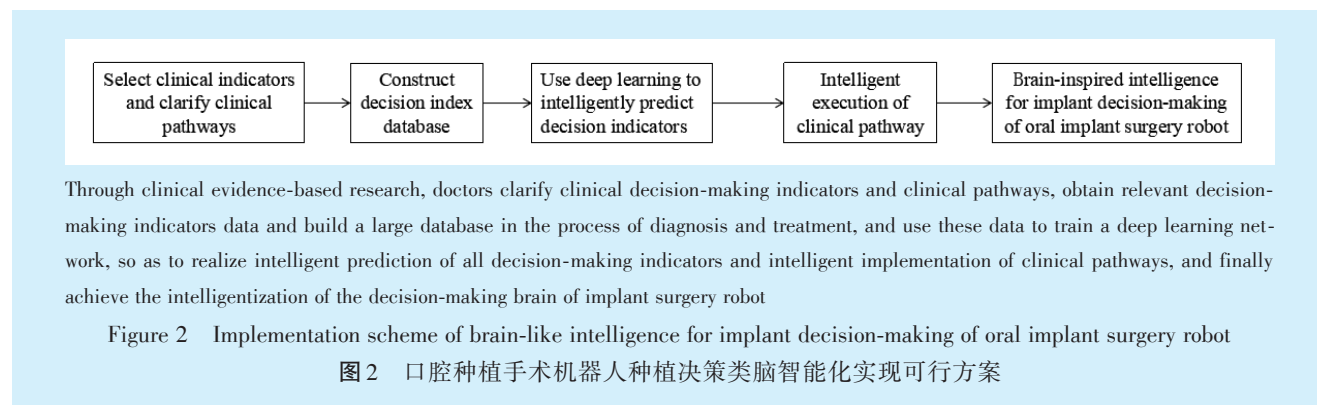 Select clinical indicators
and clarify clinical
pathways
Construct
decision index
database
Use deep learning to
intelligently predict
decision indicators
Intelligent
execution of
clinical pathway
Brain-inspired intelligence
for implant decision-making
of oral implant surgery robot
Through clinical evidence-based research, doctors clarify clinical decision-making indicators and clinical pathways, obtain relevant decision-
making indicators data and build a large database in the process of diagnosis and treatment, and use these data to train a deep learning net-
work, so as to realize intelligent prediction of all decision-making indicators and intelligent implementation of clinical pathways, and finally
achieve the intelligentization of the decision-making brain of implant surgery robot
Figure 2 Implementation scheme of brain-like intelligence for implant decision-making of oral implant surgery robot
图2 口腔种植手术机器人种植决策类脑智能化实现可行方案